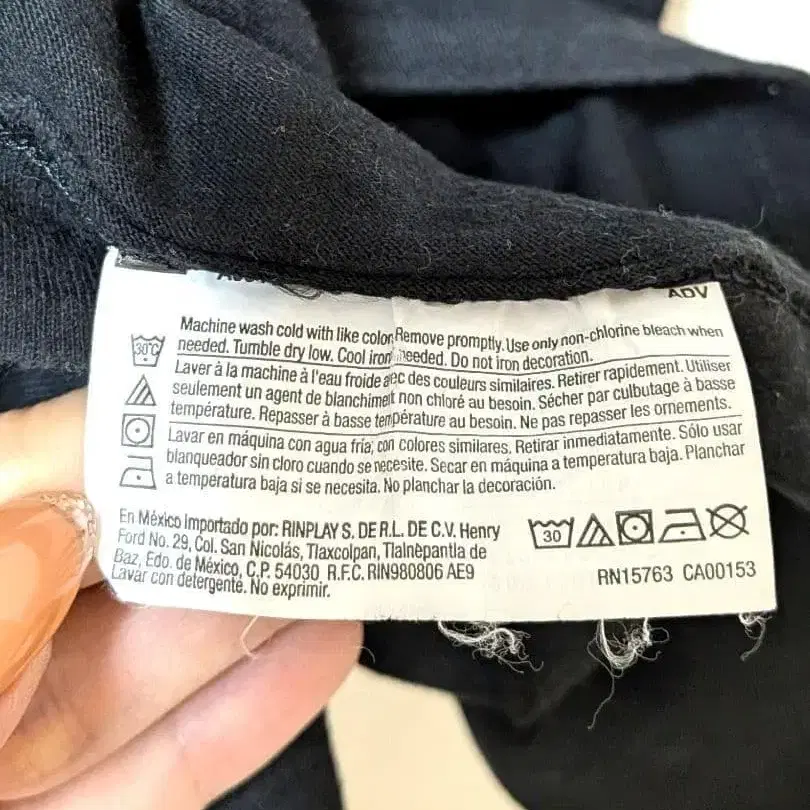 ADV
Machine wash cold with like color Remove promptly. Use only non-chlorine bleach when
needed. Tumble dry low. Cool iron needed. Do not iron decoration.
Laver à la machine à l'eau froide avec des couleurs similaires. Retirer rapidement. Utiliser
seulement un agent de blanchiment non chloré au besoin. Sécher par culbutage à basse
température. Repasser à basse température au besoin. Ne pas repasser les ornements.
Lavar en máquina con agua fría; con colores similares. Retirar inmediatamente. Sólo usar
blanqueador sin cloro cuando se necesite. Secar en máquina a temperatura baja. Planchar
a temperatura baja si se necesita. No planchar la decoración.
30°C
En México Importado por: RINPLAY S. DE R.L. DE C.V. Henry
Ford No. 29, Col. San Nicolás, Tlaxcolpan, Tlalnepantla de
Baz, Edo. de México, C.P. 54030 R.F.C. RIN980806 AE9
Lavar con detergente. No exprimir.
30
RN15763 CA00153